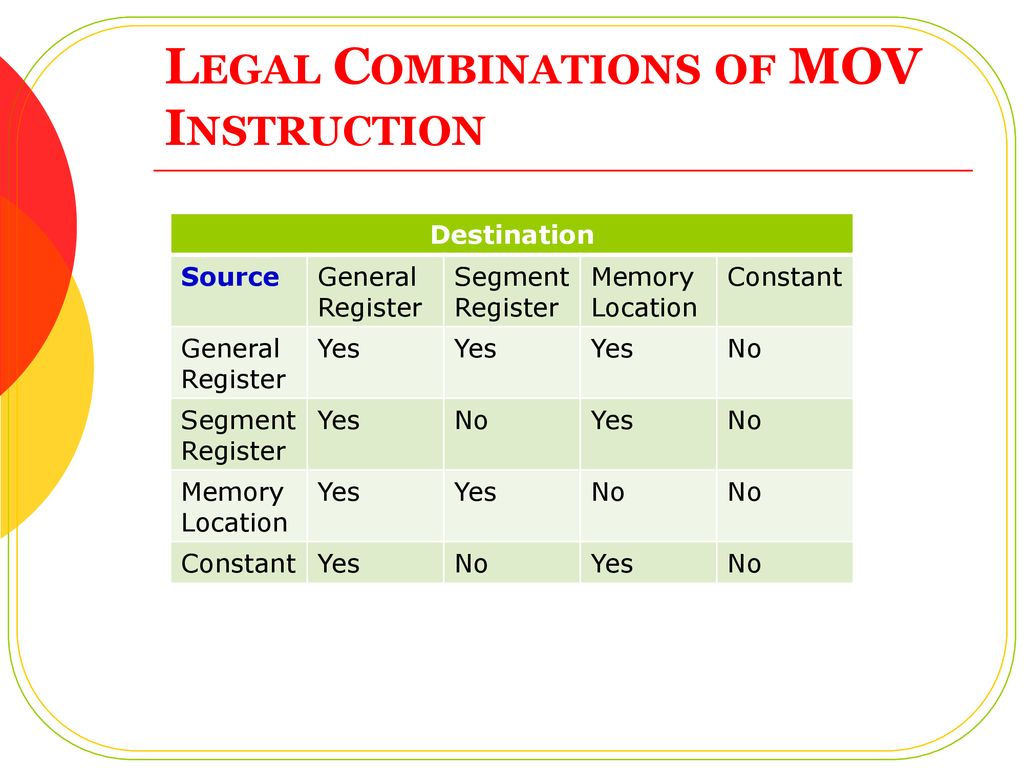 LEGAL COMBINATIONS OF MOV
INSTRUCTION
Destination
Source General Register Segment Register Memory Location Constant
General Register Yes Yes Yes No
Segment Register Yes No Yes No
Memory Location Yes Yes No No
Constant Yes No Yes No